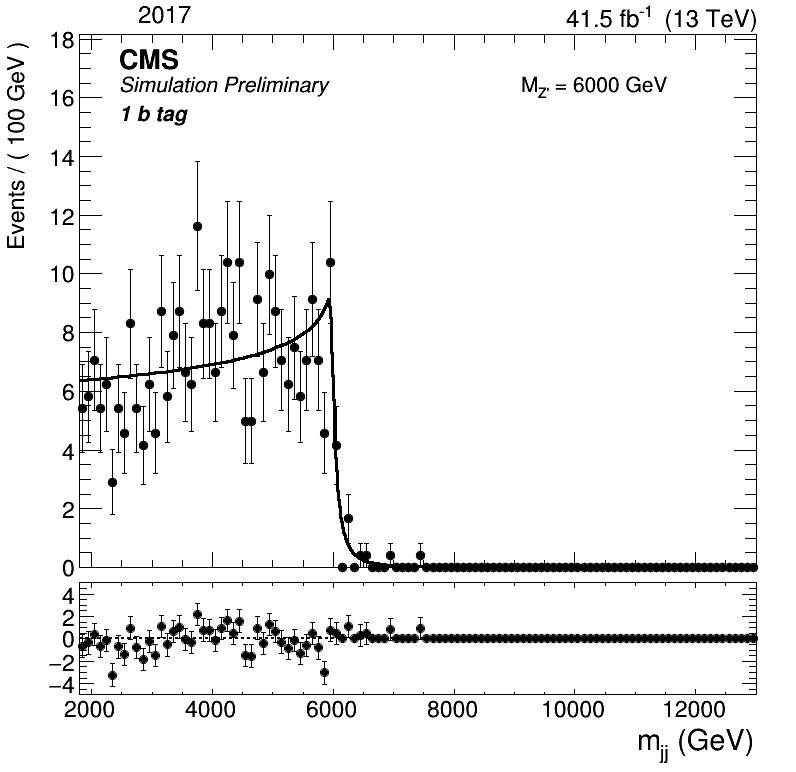 2017 41.5 fb⁻¹ (13 TeV)
CMS
Simulation Preliminary
1 b tag
M_Z' = 6000 GeV
Events / ( 100 GeV )
18
16
14
12
10
8
6
4
2
0
4
2
0
−2
−4
2000 4000 6000 8000 10000 12000
m_jj (GeV)